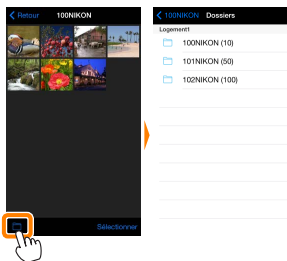 Retour 100NIKON
Sélectionner
100NIKON Dossiers
Logement1
100NIKON (10)
101NIKON (50)
102NIKON (100)